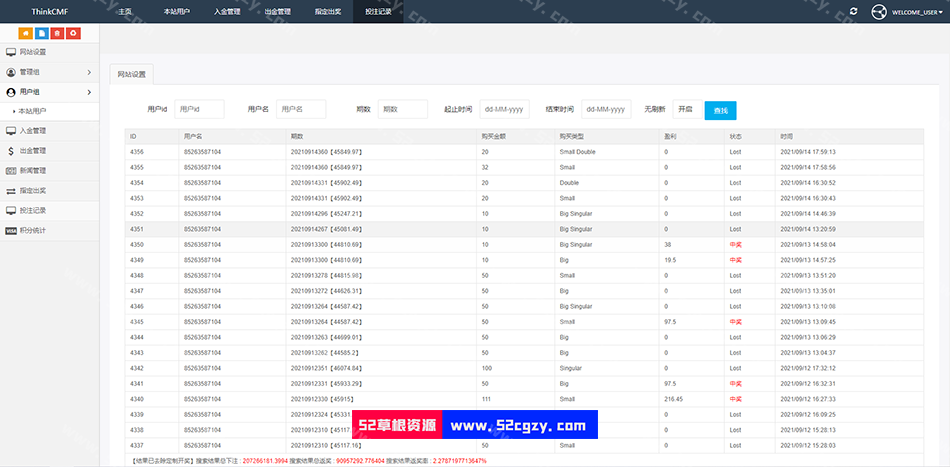 ThinkCMF 主页 本站用户 入金管理 出金管理 指定出奖 投注记录 WELCOME_USER
网站设置
管理组
用户组
本站用户
入金管理
出金管理
新闻管理
指定出奖
投注记录
积分统计
网站设置
用户id 用户id 用户名 用户名 期数 期数 起止时间 dd-MM-yyyy 结束时间 dd-MM-yyyy 无刷新 开启 查找
ID 用户名 期数 购买金额 购买类型 盈利 状态 时间
4356 85263587104 20210914360【45849.97】 20 Small Double 0 Lost 2021/09/14 17:59:13
4355 85263587104 20210914360【45849.97】 32 Small 0 Lost 2021/09/14 17:58:56
4354 85263587104 20210914331【45902.49】 20 Double 0 Lost 2021/09/14 16:30:52
4353 85263587104 20210914331【45902.49】 20 Small 0 Lost 2021/09/14 16:30:43
4352 85263587104 20210914296【45247.21】 10 Big Singular 0 Lost 2021/09/14 14:46:39
4351 85263587104 20210914267【45081.49】 10 Big Singular 0 Lost 2021/09/14 13:20:59
4350 85263587104 20210913300【44810.69】 10 Big Singular 38 中奖 2021/09/13 14:58:04
4349 85263587104 20210913300【44810.69】 10 Big 19.5 中奖 2021/09/13 14:57:25
4348 85263587104 20210913278【44815.98】 50 Small 0 Lost 2021/09/13 13:51:20
4347 85263587104 20210913272【44626.31】 50 Big 0 Lost 2021/09/13 13:35:01
4346 85263587104 20210913264【44587.42】 50 Big Singular 0 Lost 2021/09/13 13:10:08
4345 85263587104 20210913264【44587.42】 50 Small 97.5 中奖 2021/09/13 13:09:45
4344 85263587104 20210913263【44699.01】 50 Big 0 Lost 2021/09/13 13:06:29
4343 85263587104 20210913262【44585.2】 50 Big 0 Lost 2021/09/13 13:04:37
4342 85263587104 20210912351【46074.84】 100 Singular 0 Lost 2021/09/12 17:32:12
4341 85263587104 20210912331【45933.29】 50 Big 97.5 中奖 2021/09/12 16:32:31
4340 85263587104 20210912330【45915】 111 Small 216.45 中奖 2021/09/12 16:27:33
4339 85263587104 20210912324【45331 Lost 2021/09/12 16:09:25
4338 85263587104 20210912310【45117. Lost 2021/09/12 15:28:13
4337 85263587104 20210912310【45117.16】 50 Small 0 Lost 2021/09/12 15:28:03
52草根资源 www.52cgzy.com
【结果已去除定制开奖】搜索结果总下注：207266161.3994 搜索结果总返奖：90957292.776404 搜索结果返奖率：2.2787197713647%